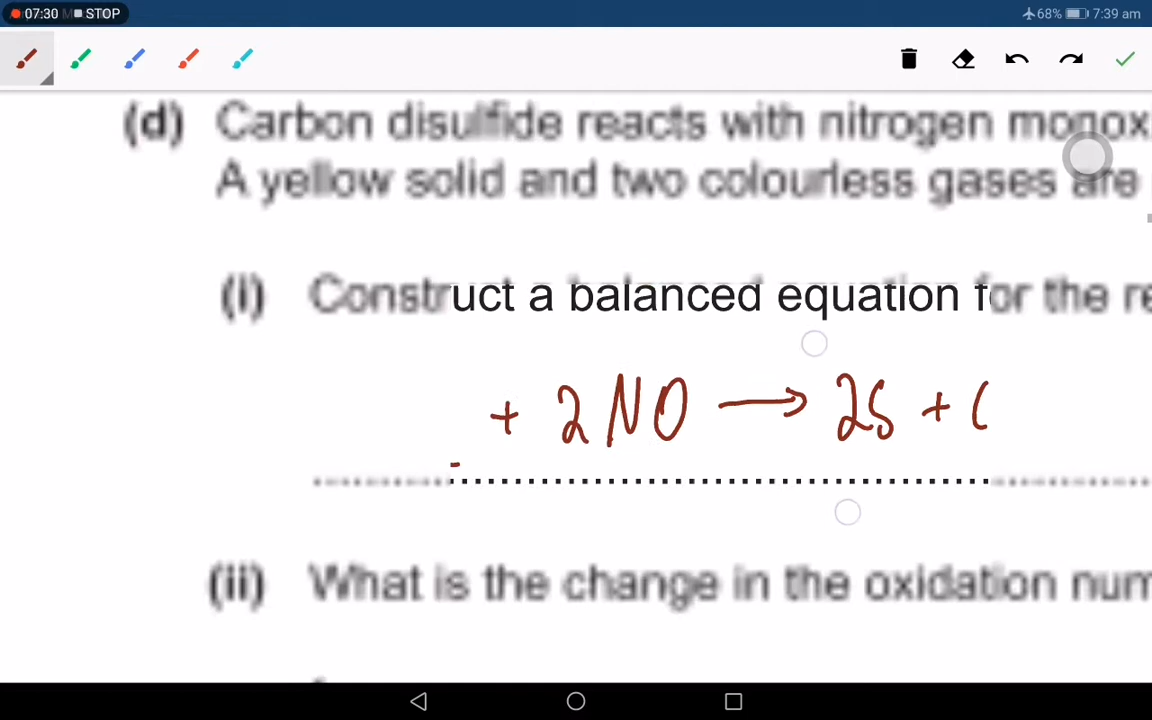 07:30 STOP 68% 7:39 am
(d) Carbon disulfide reacts with nitrogen monox
A yellow solid and two colourless gases are
(i) Construct a balanced equation for the re
+ 2NO → 2S + C
(ii) What is the change in the oxidation num